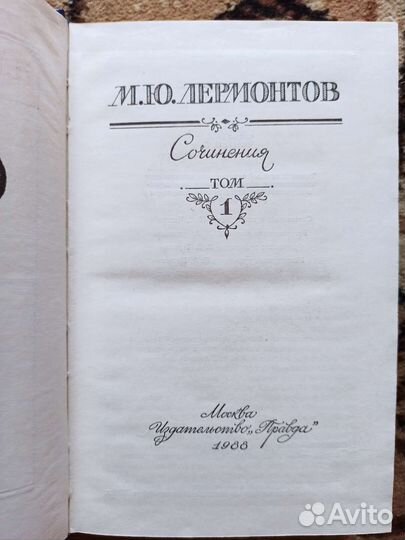 М.Ю. ЛЕРМОНТОВ
Сочинения
ТОМ
1
Москва
Издательство „Правда"
1988
Avito